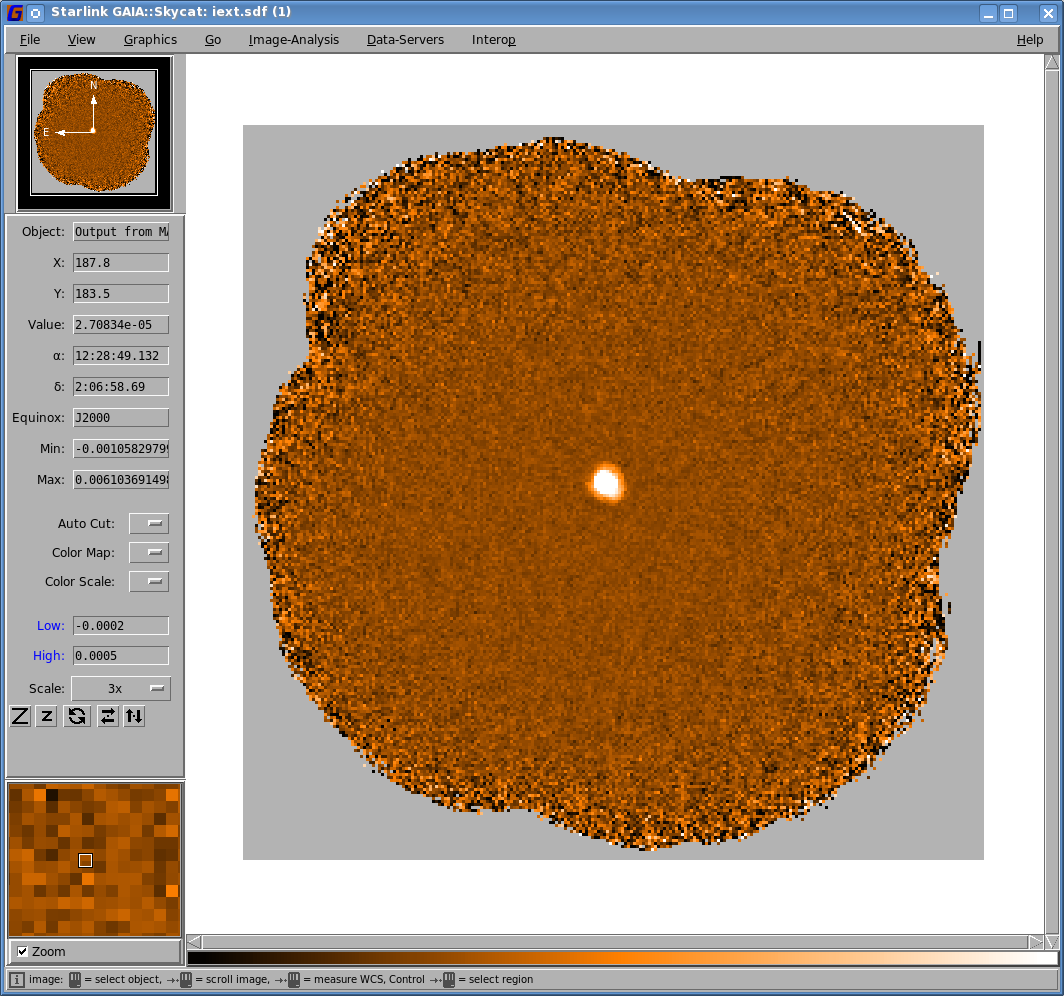 Starlink GAIA::Skycat: iext.sdf (1)
File View Graphics Go Image-Analysis Data-Servers Interop Help
N
E
Object: Output from MA
X: 187.8
Y: 183.5
Value: 2.70834e-05
α: 12:28:49.132
δ: 2:06:58.69
Equinox: J2000
Min: -0.0010582979
Max: 0.0061036914
Auto Cut:
Color Map:
Color Scale:
Low: -0.0002
High: 0.0005
Scale: 3x
Z z
Zoom
image: = select object, = scroll image, = measure WCS, Control = select region